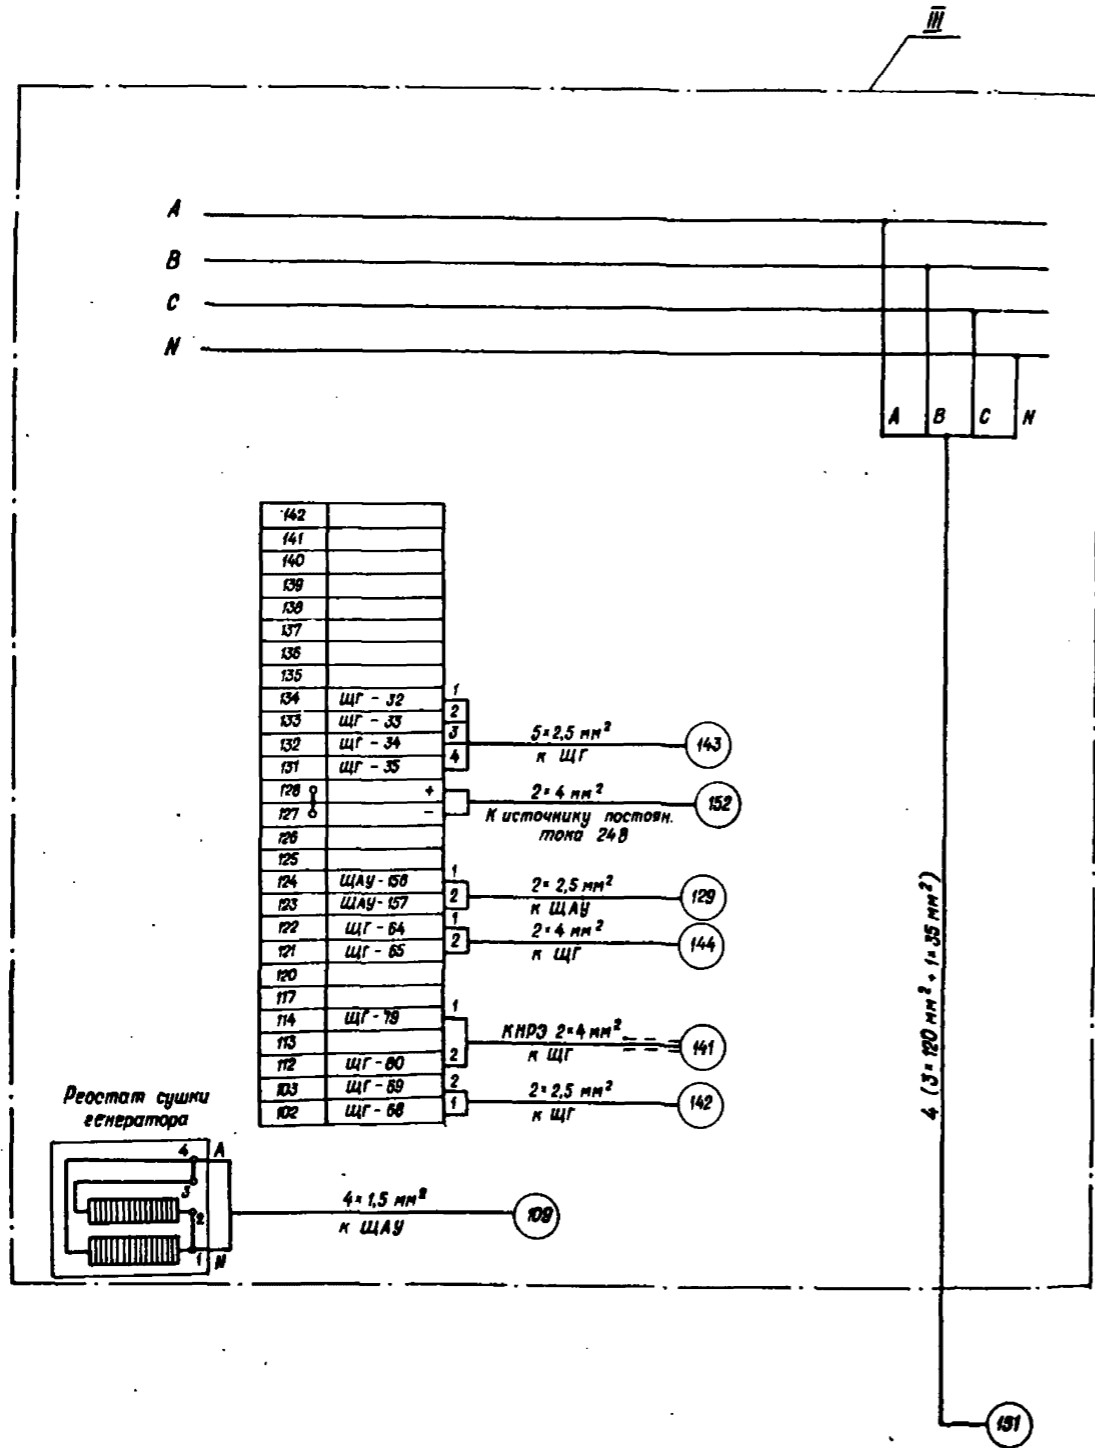 III
A
B
C
N
A B C N
142
141
140
139
138
137
136
135
134 ЩГ - 32 1
133 ЩГ - 33 2
132 ЩГ - 34 3
131 ЩГ - 35 4
5×2,5 мм²
к ЩГ
143
128 +
127 -
2×4 мм²
К источнику постоян.
тока 24В
152
126
125
124 ЩАУ-156 1
123 ЩАУ-157 2
2×2,5 мм²
к ЩАУ
129
122 ЩГ - 64 1
121 ЩГ - 65 2
2×4 мм²
к ЩГ
144
120
117
114 ЩГ - 79 1
113
112 ЩГ - 80 2
КНРЭ 2×4 мм²
к ЩГ
141
103 ЩГ - 69 2
102 ЩГ - 68 1
2×2,5 мм²
к ЩГ
142
4 (3×120 мм² + 1×35 мм²)
Реостат сушки
генератора
4 A
3
2
1 N
4×1,5 мм²
к ЩАУ
109
151